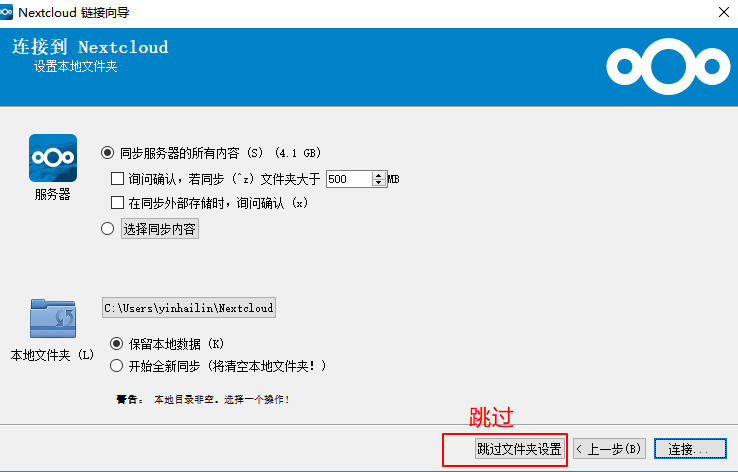 Nextcloud 链接向导
连接到 Nextcloud
设置本地文件夹
服务器
同步服务器的所有内容 (S) (4.1 GB)
询问确认，若同步 (^z) 文件夹大于 500 MB
在同步外部存储时，询问确认 (x)
选择同步内容
C:\Users\yinhailin\Nextcloud
本地文件夹 (L)
保留本地数据 (K)
开始全新同步 (将清空本地文件夹! )
警告： 本地目录非空。选择一个操作!
跳过
跳过文件夹设置 < 上一步(B) 连接...